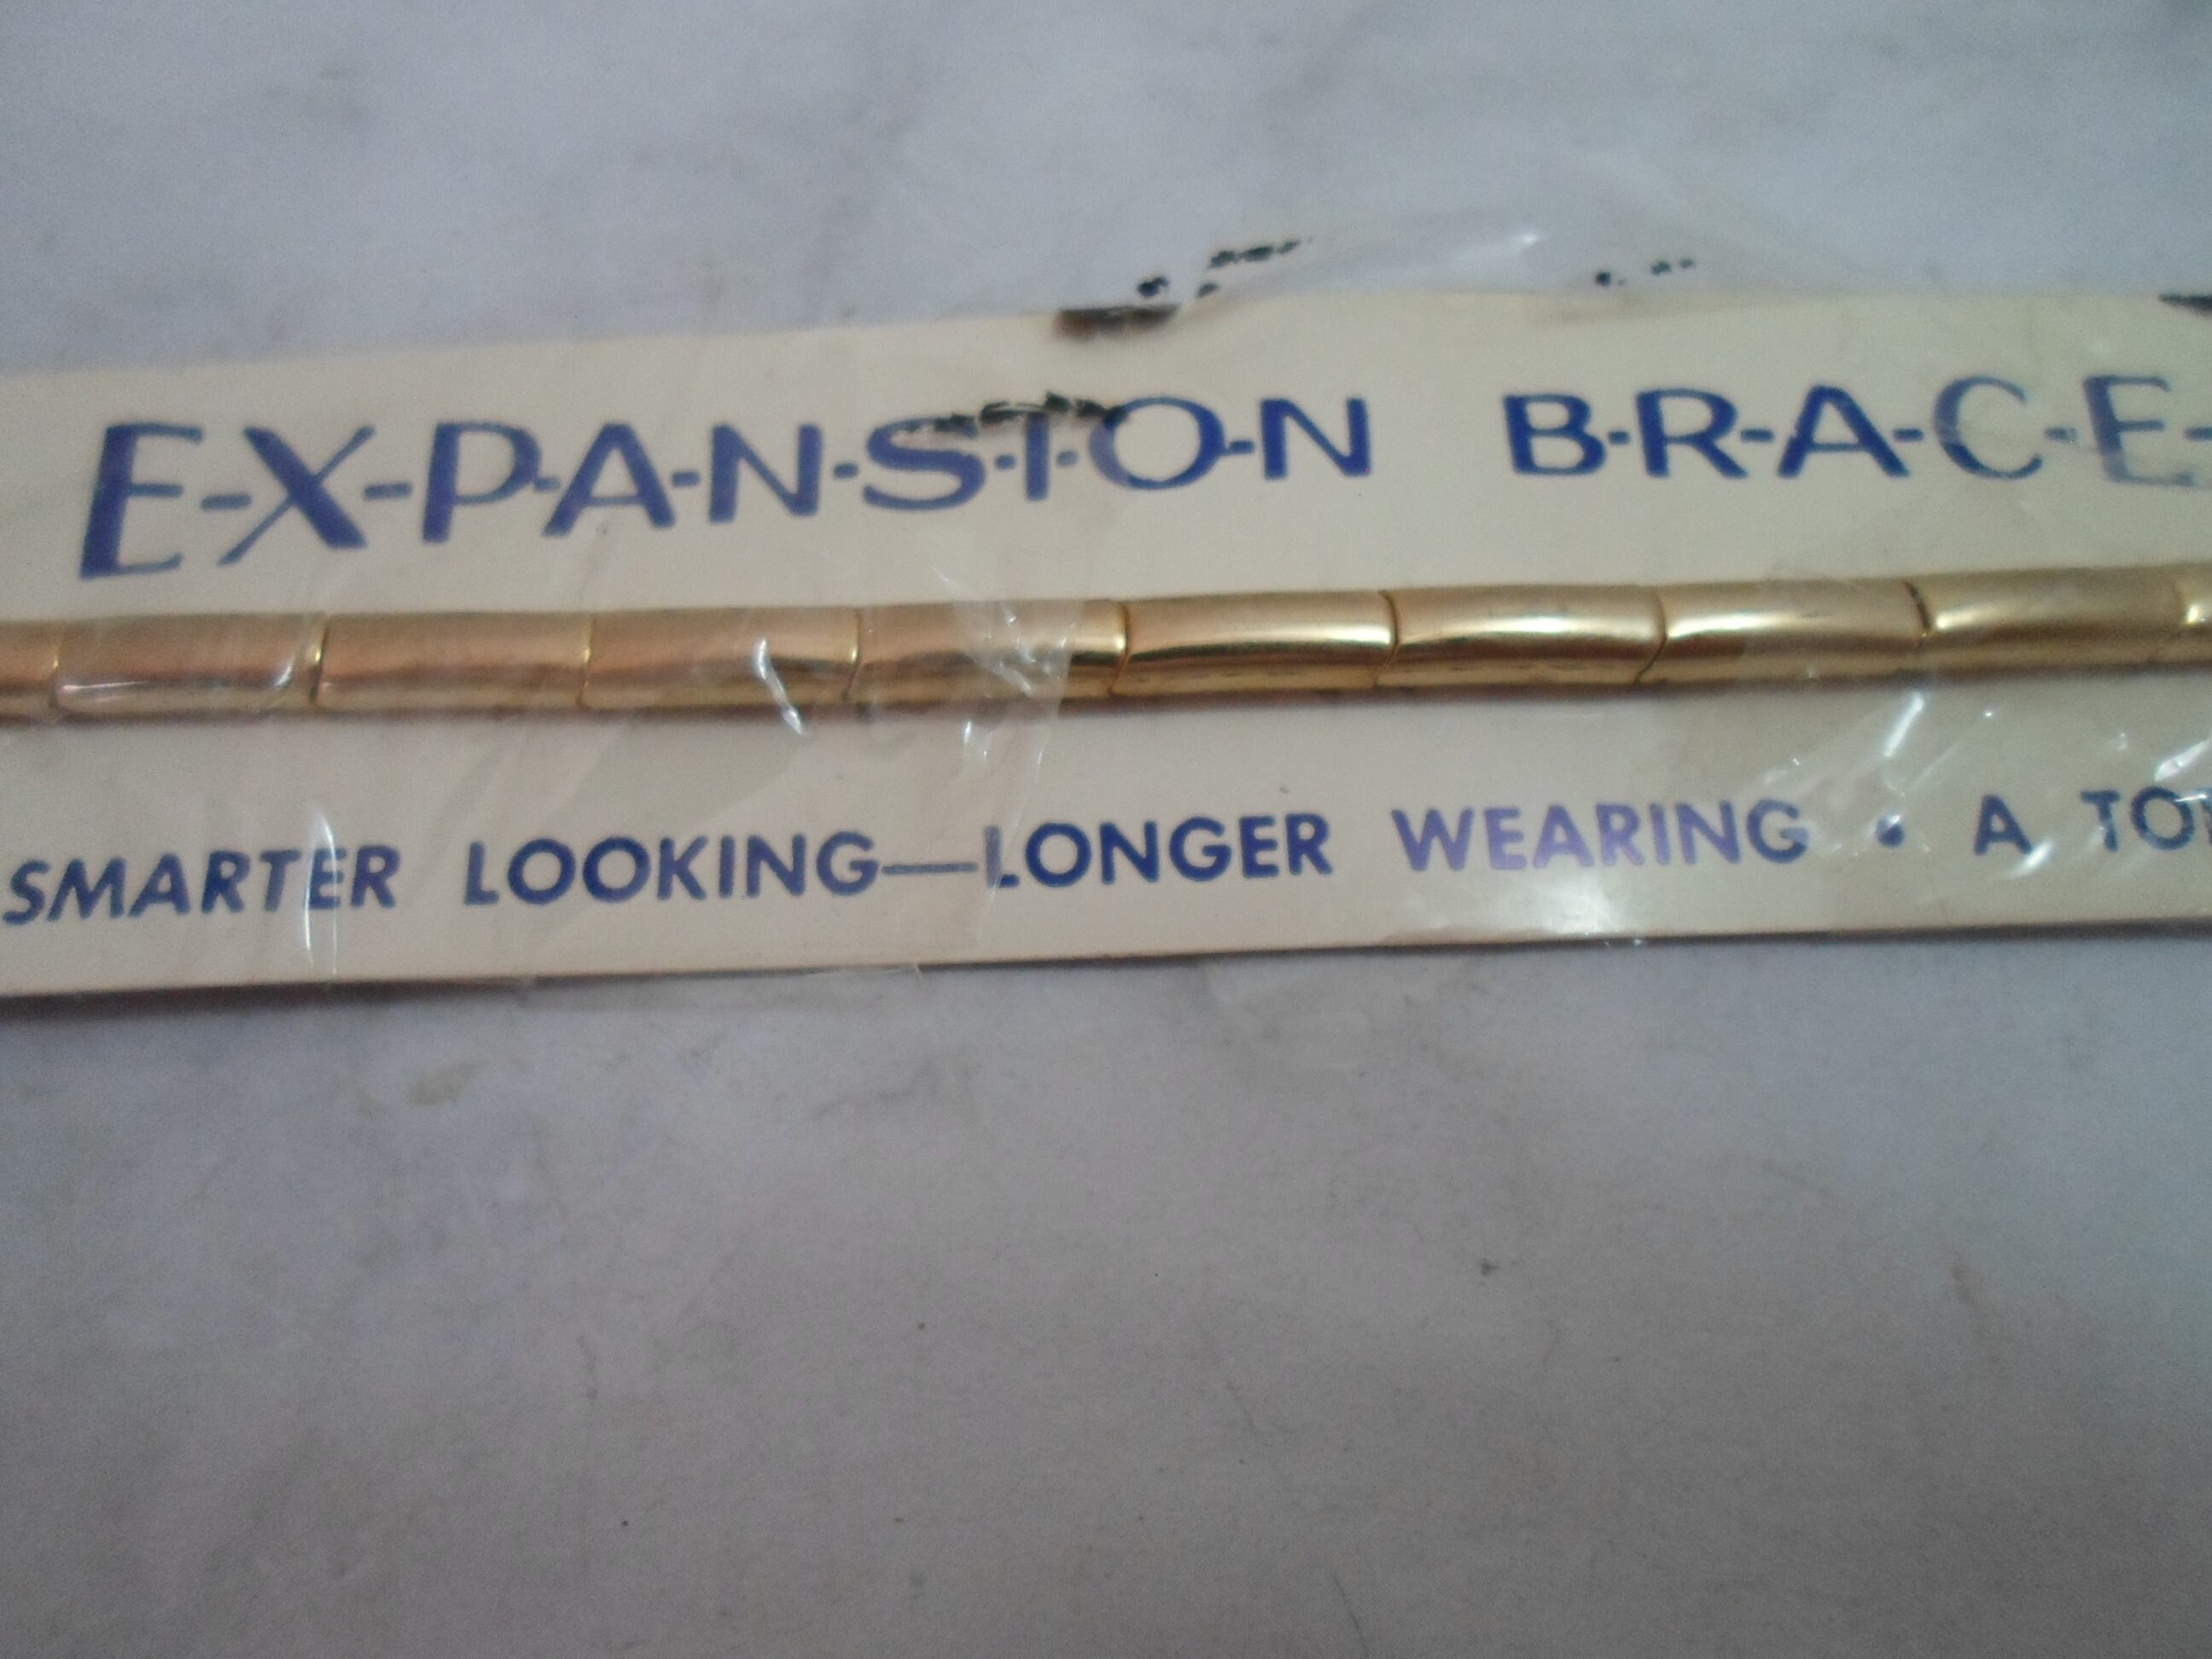 E-X-P-A-N-S-I-O-N B-R-A-C-E-
SMARTER LOOKING—LONGER WEARING • A